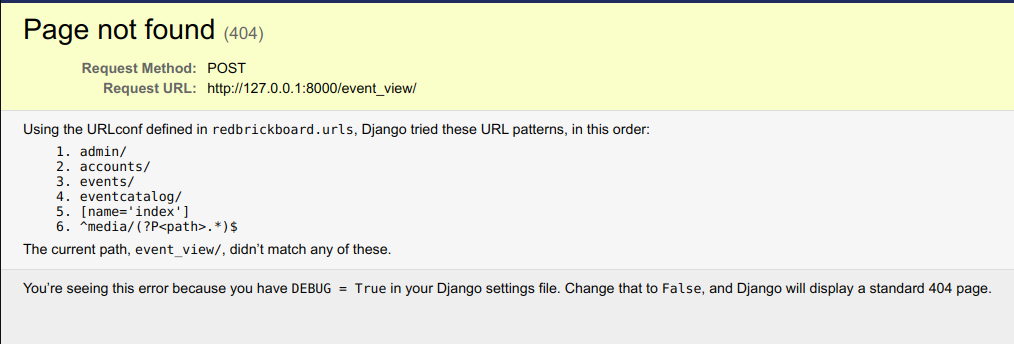 Page not found (404)
Request Method: POST
Request URL: http://127.0.0.1:8000/event_view/
Using the URLconf defined in redbrickboard.urls, Django tried these URL patterns, in this order:
1. admin/
2. accounts/
3. events/
4. eventcatalog/
5. [name='index']
6. ^media/(?P<path>.*)$
The current path, event_view/, didn’t match any of these.
You’re seeing this error because you have DEBUG = True in your Django settings file. Change that to False, and Django will display a standard 404 page.